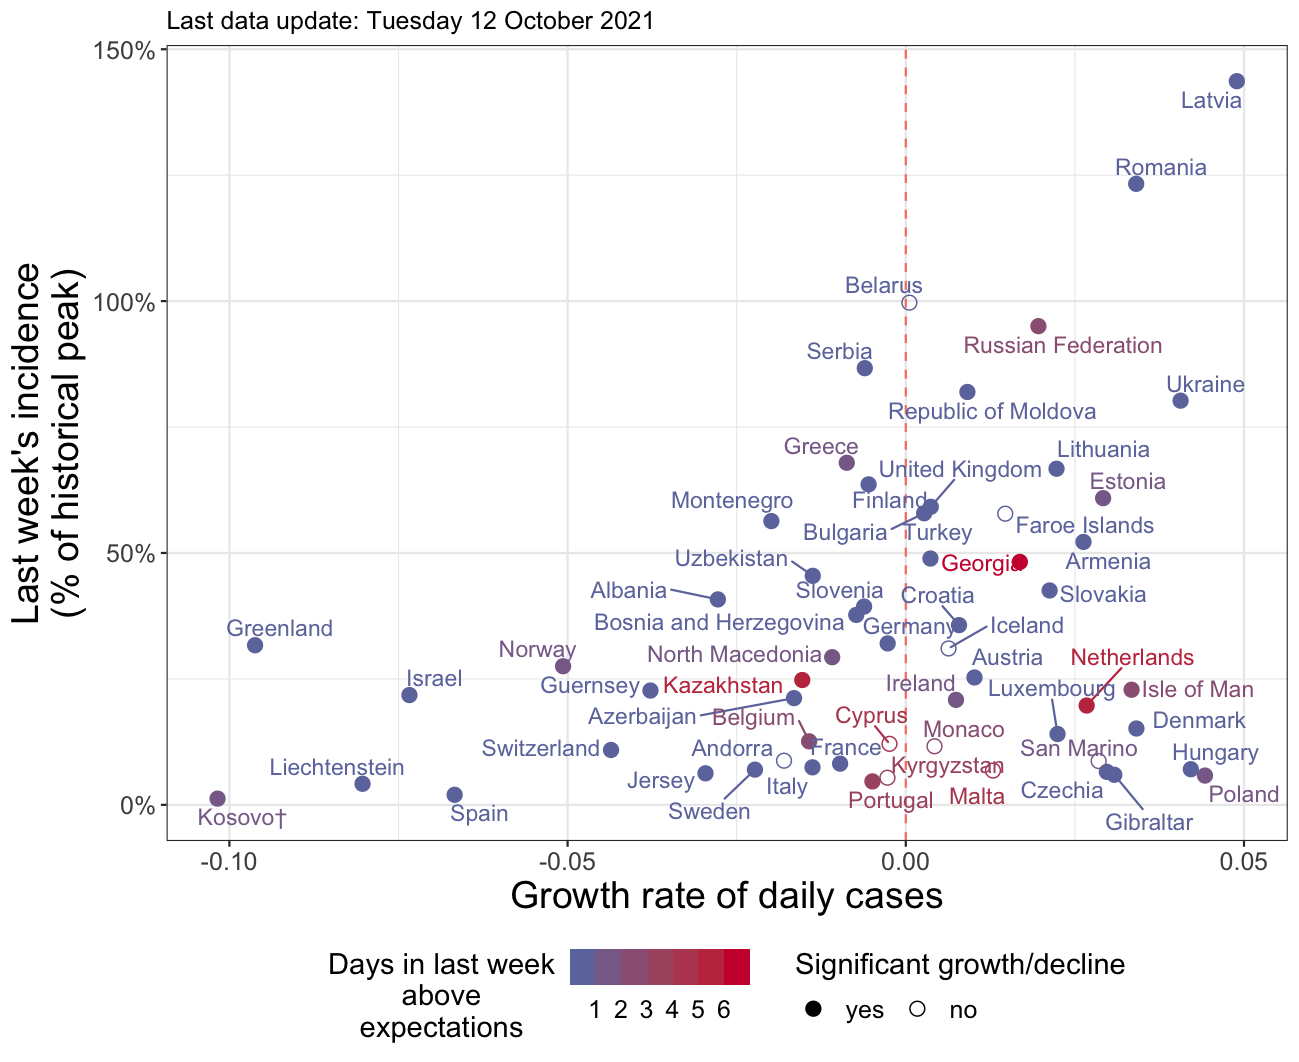 Last data update: Tuesday 12 October 2021
150%
Latvia
Romania
Belarus
100%
Russian Federation
Serbia
Ukraine
Republic of Moldova
Greece
Lithuania
United Kingdom
Estonia
Montenegro
Finland
Faroe Islands
Bulgaria
Turkey
50%
Uzbekistan
Georgia
Armenia
Albania
Slovenia
Croatia
Slovakia
Bosnia and Herzegovina
Germany
Iceland
Greenland
Norway
North Macedonia
Austria
Netherlands
Israel
Guernsey
Kazakhstan
Ireland
Luxembourg
Isle of Man
Azerbaijan
Belgium
Cyprus
Monaco
Denmark
Switzerland
Andorra
France
San Marino
Hungary
Liechtenstein
Jersey
Italy
Kyrgyzstan
Czechia
Poland
0%
Kosovo†
Spain
Sweden
Portugal
Malta
Gibraltar
Last week's incidence
(% of historical peak)
-0.10
-0.05
0.00
0.05
Growth rate of daily cases
Days in last week
above
expectations
1 2 3 4 5 6
Significant growth/decline
yes
no